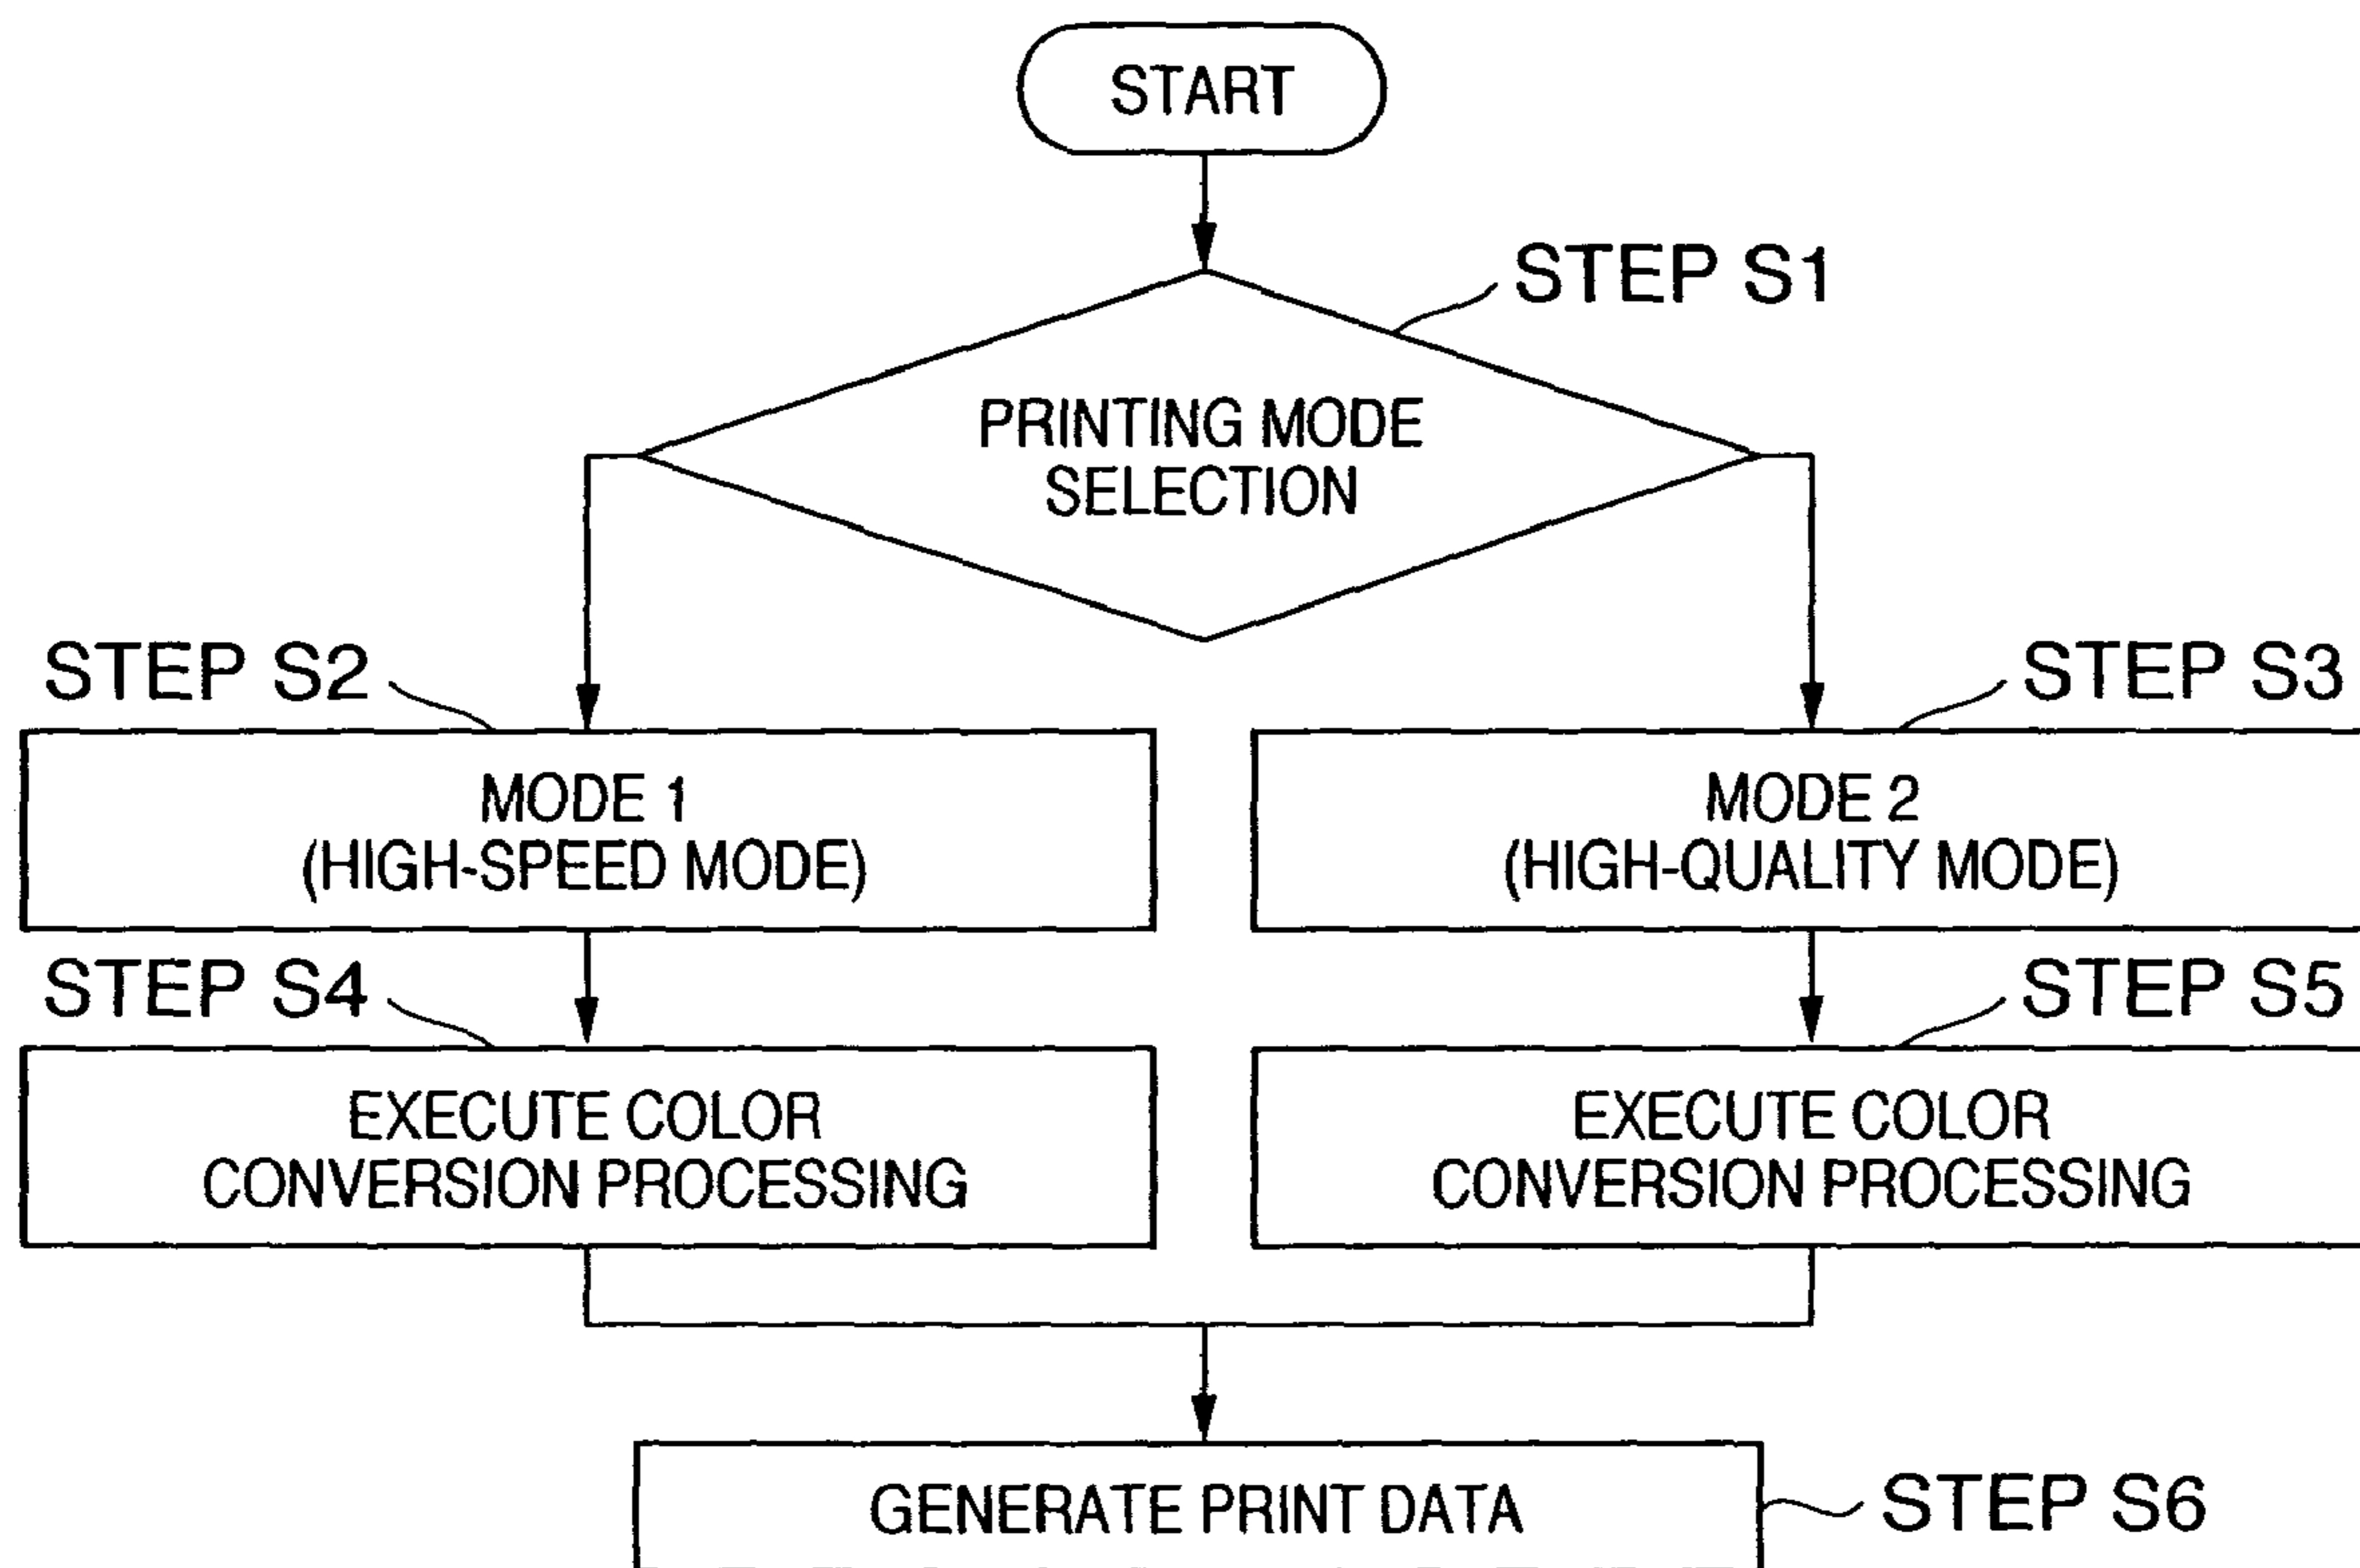 START
STEP S1
PRINTING MODE
SELECTION
STEP S2
STEP S3
MODE 1
(HIGH-SPEED MODE)
MODE 2
(HIGH-QUALITY MODE)
STEP S4
STEP S5
EXECUTE COLOR
CONVERSION PROCESSING
EXECUTE COLOR
CONVERSION PROCESSING
GENERATE PRINT DATA
STEP S6